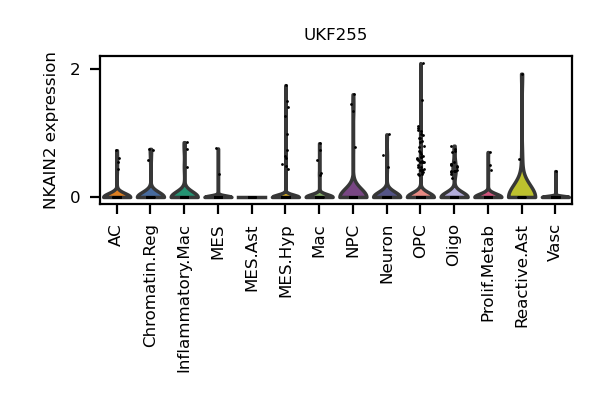 UKF255
NKAIN2 expression
2
0
AC
Chromatin.Reg
Inflammatory.Mac
MES
MES.Ast
MES.Hyp
Mac
NPC
Neuron
OPC
Oligo
Prolif.Metab
Reactive.Ast
Vasc